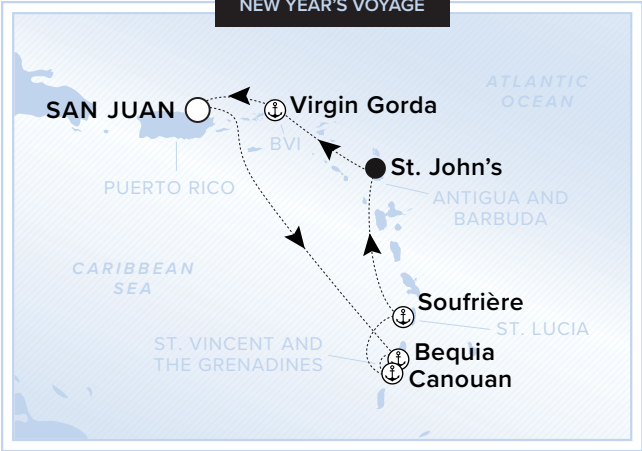 NEW YEAR'S VOYAGE
ATLANTIC
OCEAN
SAN JUAN
Virgin Gorda
BVI
St. John's
PUERTO RICO
ANTIGUA AND
BARBUDA
CARIBBEAN
SEA
Soufrière
ST. LUCIA
ST. VINCENT AND
THE GRENADINES
Bequia
Canouan